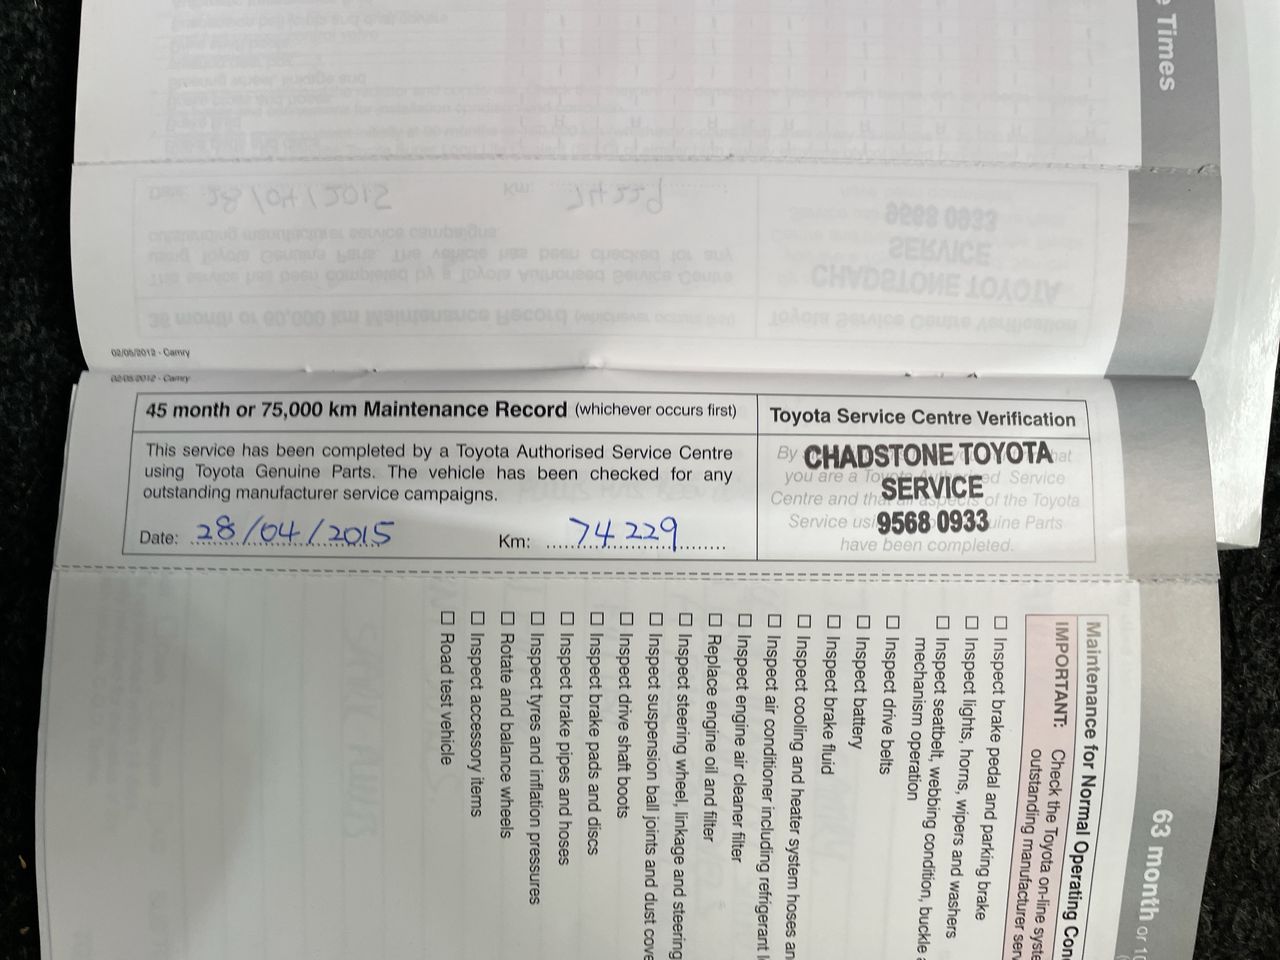 e Times
02/05/2012 - Camry
02/05/2012 - Camry
45 month or 75,000 km Maintenance Record (whichever occurs first)
This service has been completed by a Toyota Authorised Service Centre
using Toyota Genuine Parts. The vehicle has been checked for any
outstanding manufacturer service campaigns.
Date: 28/04/2015 Km: 74 229
Toyota Service Centre Verification
CHADSTONE TOYOTA
SERVICE
9568 0933
By hat
you are a ed Service
Centre and that of the Toyota
Service Parts
have been completed.
63 month or 10
Maintenance for Normal Operating Con
IMPORTANT: Check the Toyota on-line syste
outstanding manufacturer serv
☐ Inspect brake pedal and parking brake
☐ Inspect lights, horns, wipers and washers
☐ Inspect seatbelt, webbing condition, buckle a
mechanism operation
☐ Inspect drive belts
☐ Inspect battery
☐ Inspect brake fluid
☐ Inspect cooling and heater system hoses an
☐ Inspect air conditioner including refrigerant l
☐ Inspect engine air cleaner filter
☐ Replace engine oil and filter
☐ Inspect steering wheel, linkage and steering
☐ Inspect suspension ball joints and dust cove
☐ Inspect drive shaft boots
☐ Inspect brake pads and discs
☐ Inspect brake pipes and hoses
☐ Inspect tyres and inflation pressures
☐ Rotate and balance wheels
☐ Inspect accessory items
☐ Road test vehicle